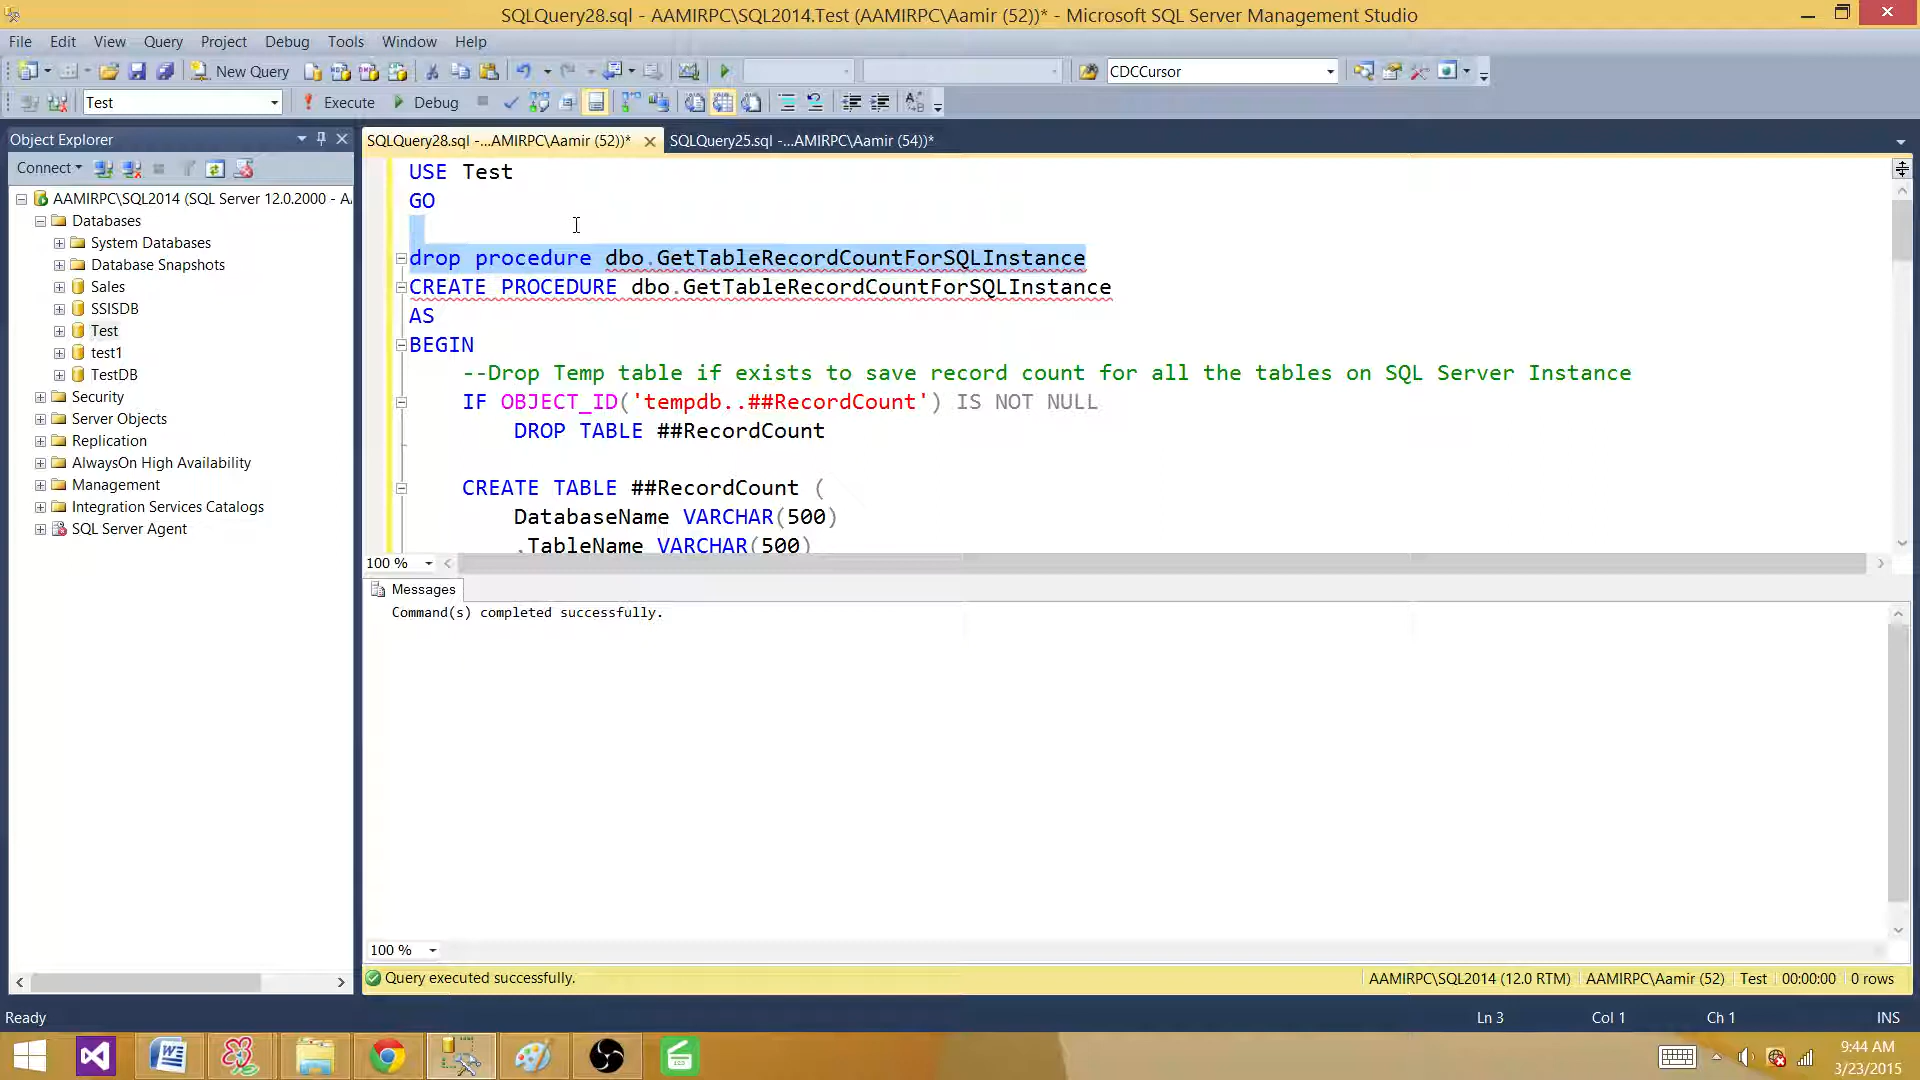 SQLQuery28.sql - AAMIRPC\SQL2014.Test (AAMIRPC\Aamir (52))* - Microsoft SQL Server Management Studio
File Edit View Query Project Debug Tools Window Help
New Query CDCCursor
Test Execute Debug
Object Explorer
Connect
AAMIRPC\SQL2014 (SQL Server 12.0.2000 - A
Databases
System Databases
Database Snapshots
Sales
SSISDB
Test
test1
TestDB
Security
Server Objects
Replication
AlwaysOn High Availability
Management
Integration Services Catalogs
SQL Server Agent
SQLQuery28.sql -...AMIRPC\Aamir (52))* SQLQuery25.sql -...AMIRPC\Aamir (54))*
USE Test
GO
drop procedure dbo.GetTableRecordCountForSQLInstance
CREATE PROCEDURE dbo.GetTableRecordCountForSQLInstance
AS
BEGIN
--Drop Temp table if exists to save record count for all the tables on SQL Server Instance
IF OBJECT_ID('tempdb..##RecordCount') IS NOT NULL
DROP TABLE ##RecordCount
CREATE TABLE ##RecordCount (
DatabaseName VARCHAR(500)
,TableName VARCHAR(500)
100 %
Messages
Command(s) completed successfully.
100 %
Query executed successfully. AAMIRPC\SQL2014 (12.0 RTM) AAMIRPC\Aamir (52) Test 00:00:00 0 rows
Ready Ln 3 Col 1 Ch 1 INS
9:44 AM
3/23/2015